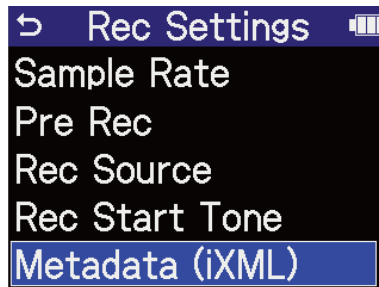 Rec Settings
Sample Rate
Pre Rec
Rec Source
Rec Start Tone
Metadata (iXML)